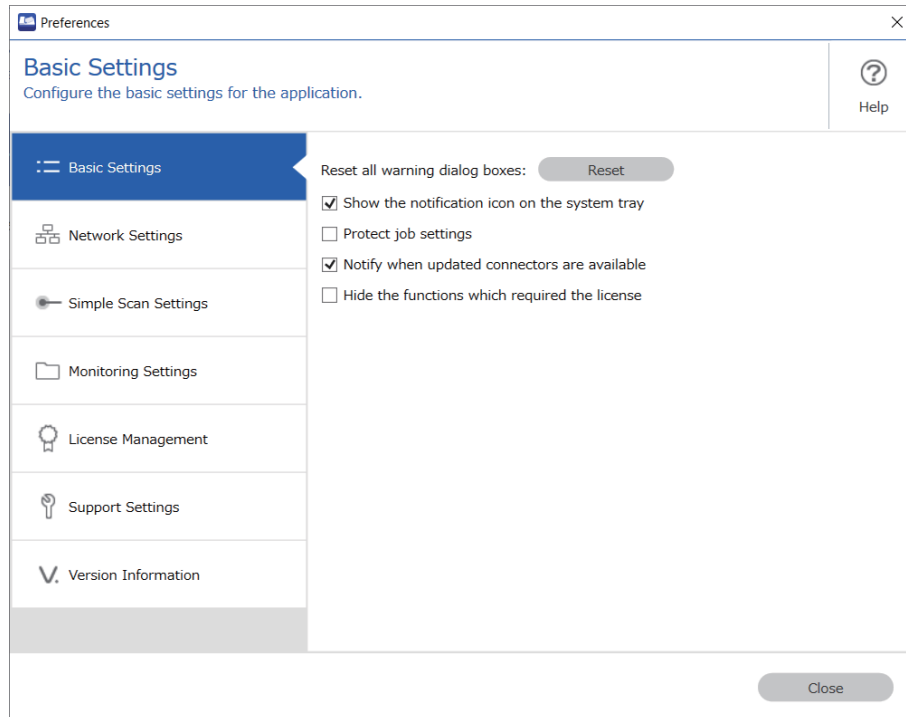 Preferences
Basic Settings
Configure the basic settings for the application.
Help
Basic Settings
Network Settings
Simple Scan Settings
Monitoring Settings
License Management
Support Settings
V. Version Information
Reset all warning dialog boxes: Reset
Show the notification icon on the system tray
Protect job settings
Notify when updated connectors are available
Hide the functions which required the license
Close